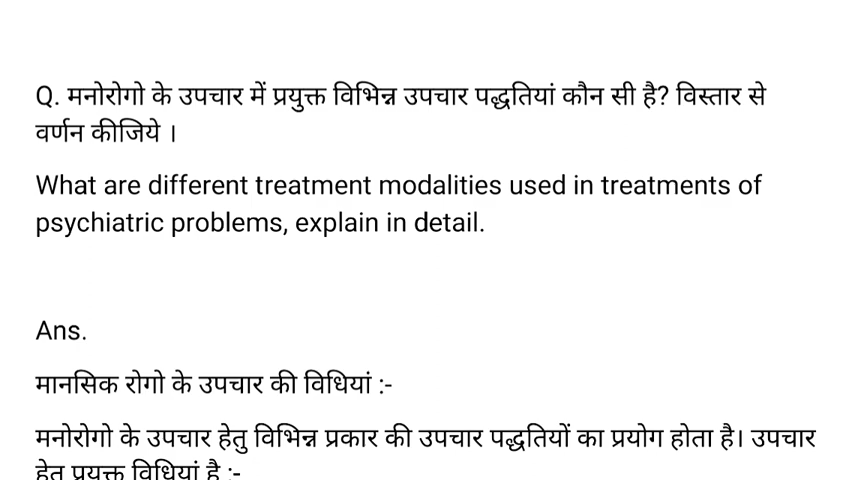 Q. मनोरोगो के उपचार में प्रयुक्त विभिन्न उपचार पद्धतियां कौन सी है? विस्तार से
वर्णन कीजिये ।
What are different treatment modalities used in treatments of
psychiatric problems, explain in detail.
Ans.
मानसिक रोगो के उपचार की विधियां :-
मनोरोगो के उपचार हेतु विभिन्न प्रकार की उपचार पद्धतियों का प्रयोग होता है। उपचार
हेतु प्रयुक्त विधियां है :-